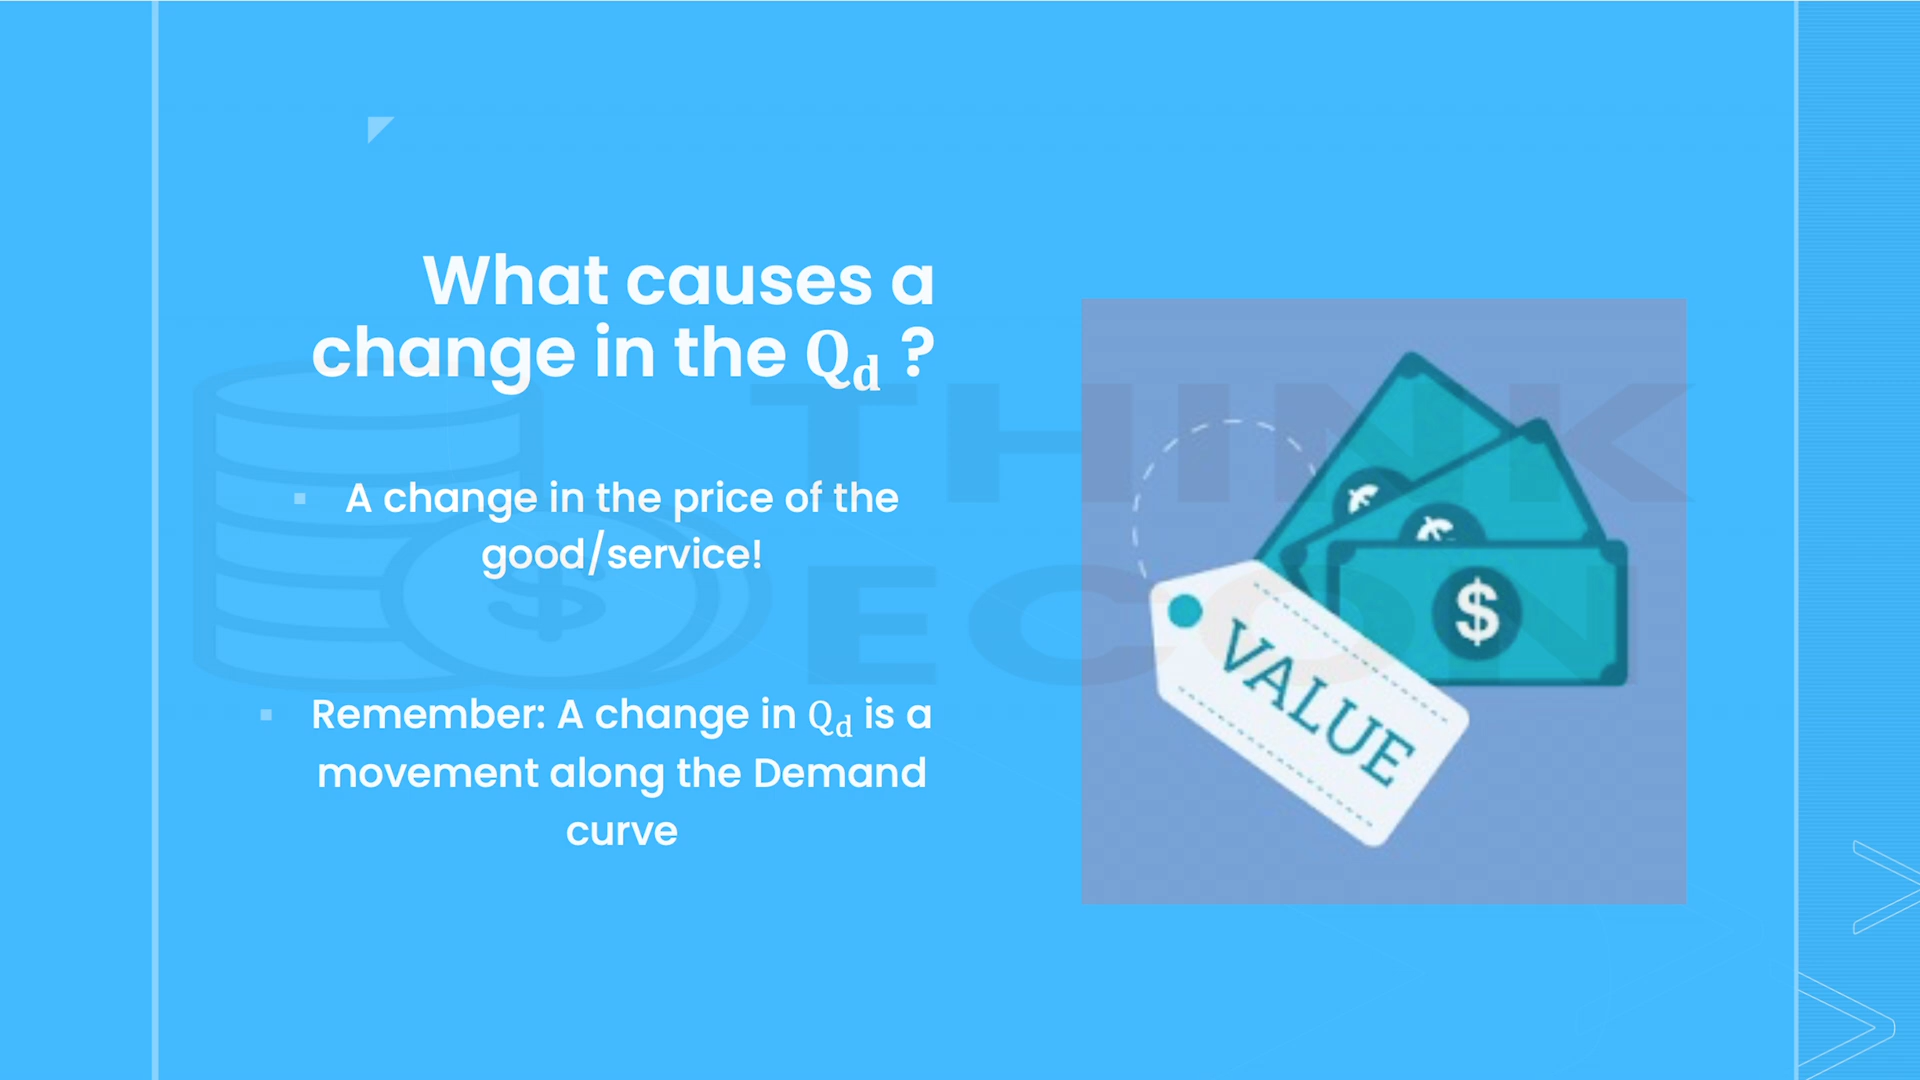 What causes a
change in the Qd ?
▪ A change in the price of the
good/service!
▪ Remember: A change in Qd is a
movement along the Demand
curve
THINK
ECON
$
$
VALUE